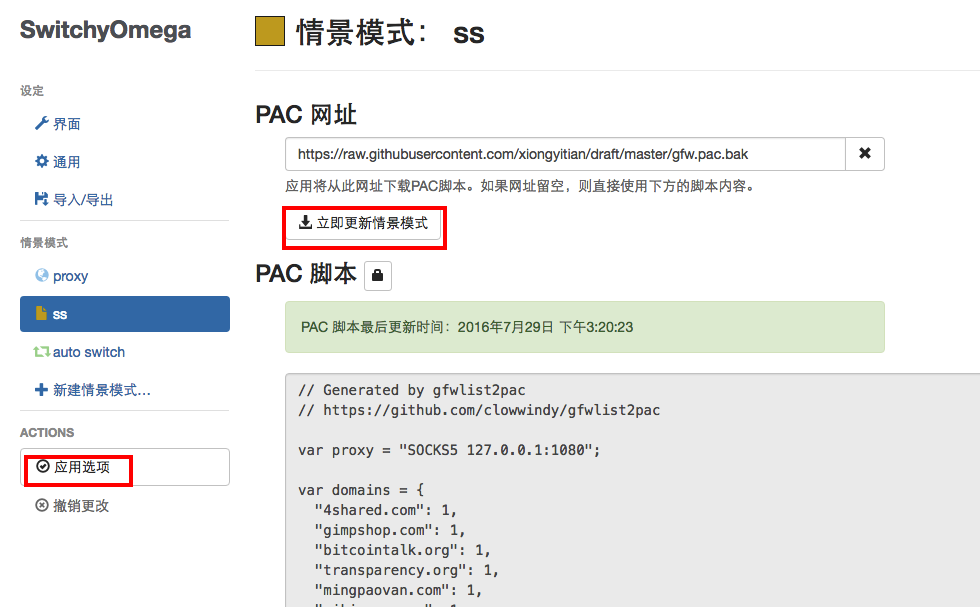 SwitchyOmega
设定
界面
通用
导入/导出
情景模式
proxy
ss
auto switch
新建情景模式…
ACTIONS
应用选项
撤销更改
情景模式： ss
PAC 网址
https://raw.githubusercontent.com/xiongyitian/draft/master/gfw.pac.bak
应用将从此网址下载PAC脚本。如果网址留空，则直接使用下方的脚本内容。
立即更新情景模式
PAC 脚本
PAC 脚本最后更新时间：2016年7月29日 下午3:20:23
// Generated by gfwlist2pac
// https://github.com/clowwindy/gfwlist2pac
var proxy = "SOCKS5 127.0.0.1:1080";
var domains = {
"4shared.com": 1,
"gimpshop.com": 1,
"bitcointalk.org": 1,
"transparency.org": 1,
"mingpaovan.com": 1,